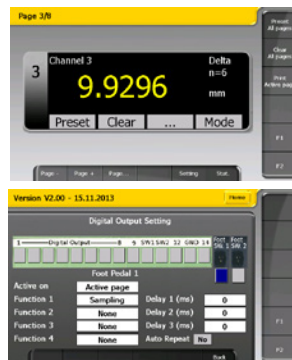 Page 3/8
Preset
All pages
Clear
All pages
Print
Active pag
Channel 3
Delta
3
n=6
9.9296
mm
Preset Clear ... Mode
Page - Page + Page... Setting Stat.
F1
F2
Version V2.00 - 15.11.2013
Home
Digital Output Setting
1 Digital Output 8 9 SW1 SW2 12 GND 14
Foot SW 1
Foot SW 2
Foot Pedal 1
Active on Active page
Function 1 Sampling Delay 1 (ms) 0
Function 2 None Delay 2 (ms) 0
Function 3 None Delay 3 (ms) 0
Function 4 None Auto Repeat No
F1
F2
Back